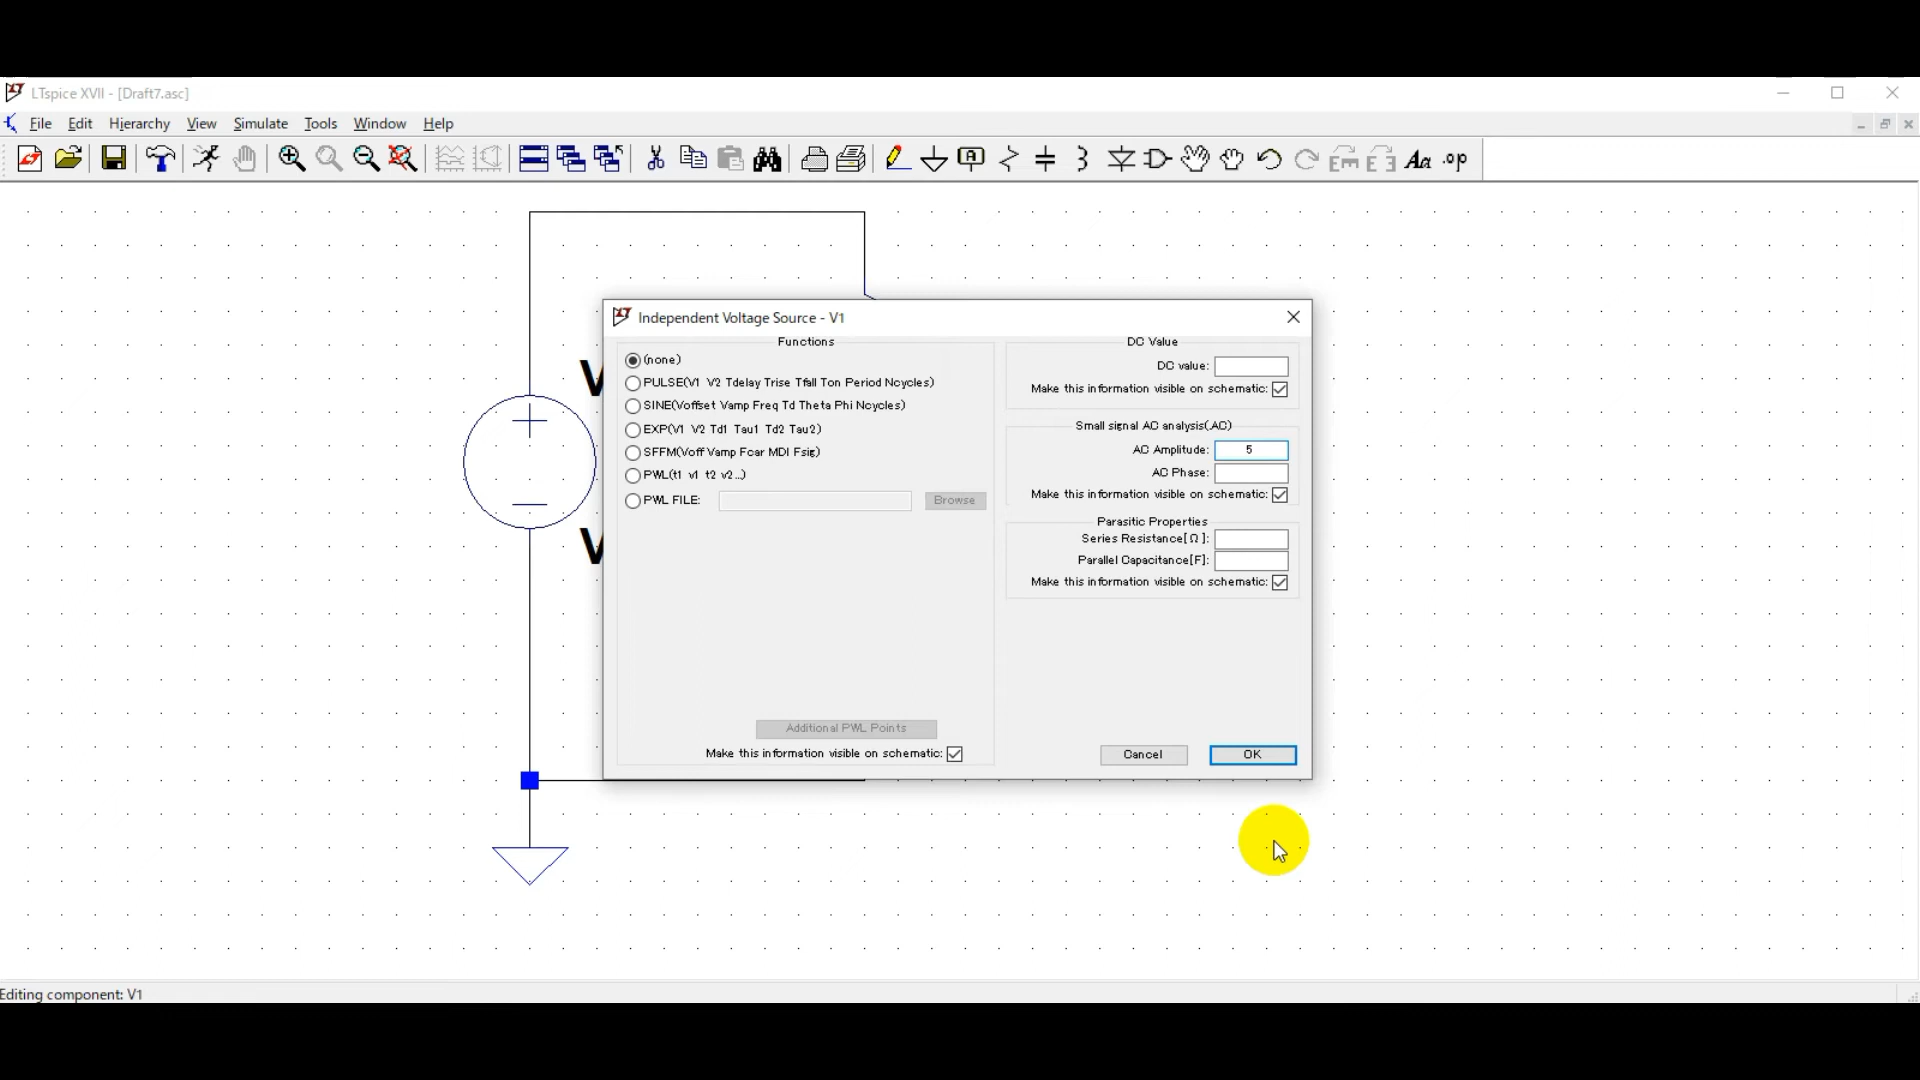 LTspice XVII - [Draft7.asc]
File Edit Hierarchy View Simulate Tools Window Help
Aa .op
Independent Voltage Source - V1
Functions
(none)
PULSE(V1 V2 Tdelay Trise Tfall Ton Period Ncycles)
SINE(Voffset Vamp Freq Td Theta Phi Ncycles)
EXP(V1 V2 Td1 Tau1 Td2 Tau2)
SFFM(Voff Vamp Fcar MDI Fsig)
PWL(t1 v1 t2 v2...)
PWL FILE: Browse
Additional PWL Points
Make this information visible on schematic:
DC Value
DC value:
Make this information visible on schematic:
Small signal AC analysis(.AC)
AC Amplitude: 5
AC Phase:
Make this information visible on schematic:
Parasitic Properties
Series Resistance[Ω]:
Parallel Capacitance[F]:
Make this information visible on schematic:
Cancel OK
Editing component: V1